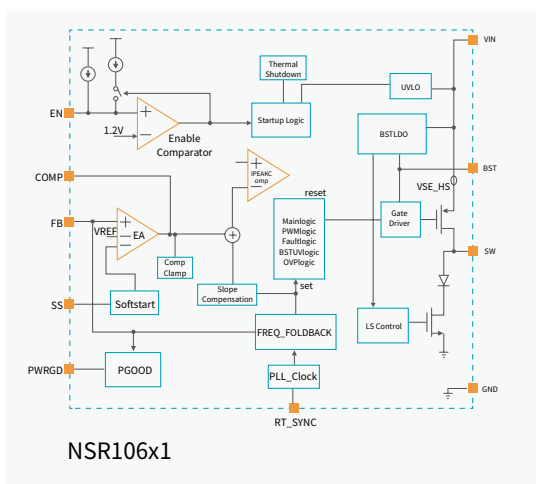 VIN
Thermal
Shutdown
UVLO
EN
1.2V
+
−
Enable
Comparator
Startup Logic
BSTLDO
COMP
+
−
IPEAKC
omp
VSE_HS
BST
reset
FB
VREF
+
−
−
EA
+
Mainlogic
PWMlogic
Faultlogic
BSTUVlogic
OVPlogic
Gate
Driver
SW
Comp
Clamp
SS
Softstart
Slope
Compensation
set
LS Control
FREQ_FOLDBACK
PWRGD
PGOOD
PLL_Clock
GND
RT_SYNC
NSR106x1